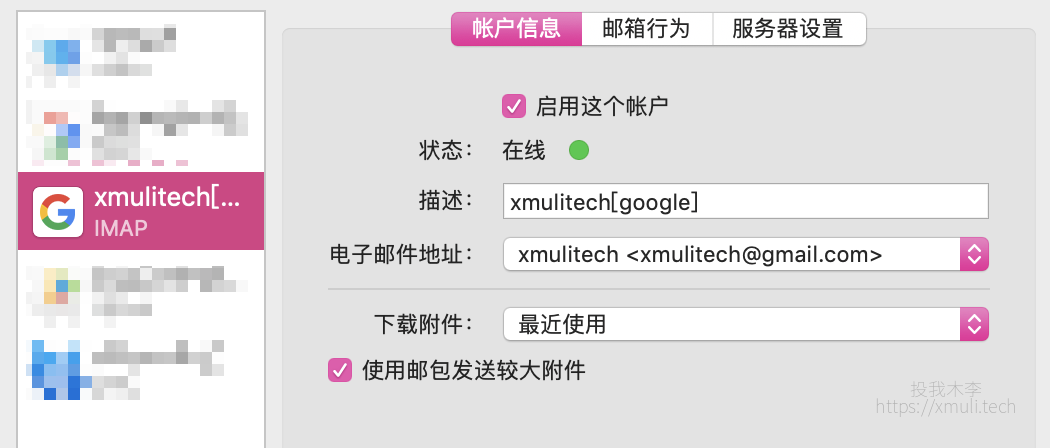 帐户信息
邮箱行为
服务器设置
启用这个帐户
状态： 在线
xmulitech[...
IMAP
描述： xmulitech[google]
电子邮件地址： xmulitech <xmulitech@gmail.com>
下载附件： 最近使用
使用邮包发送较大附件
投我木李
https://xmuli.tech